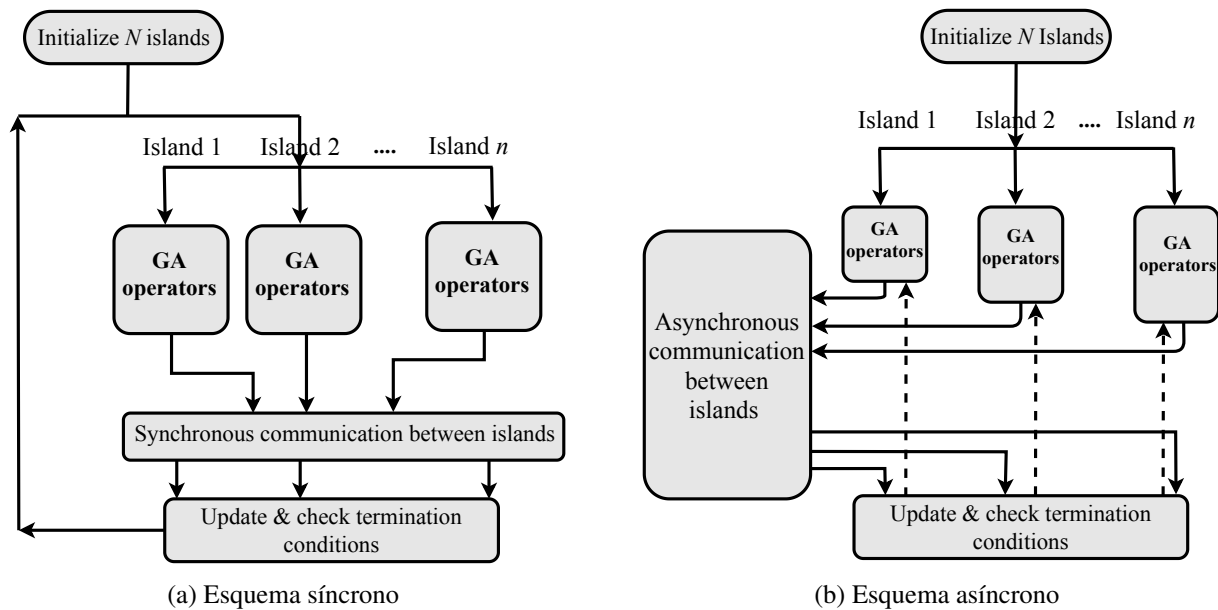 Initialize N islands
Island 1 Island 2 .... Island n
GA
operators
GA
operators
GA
operators
Synchronous communication between islands
Update & check termination
conditions
(a) Esquema síncrono
Initialize N Islands
Island 1 Island 2 .... Island n
GA
operators
GA
operators
GA
operators
Asynchronous
communication
between
islands
Update & check termination
conditions
(b) Esquema asíncrono